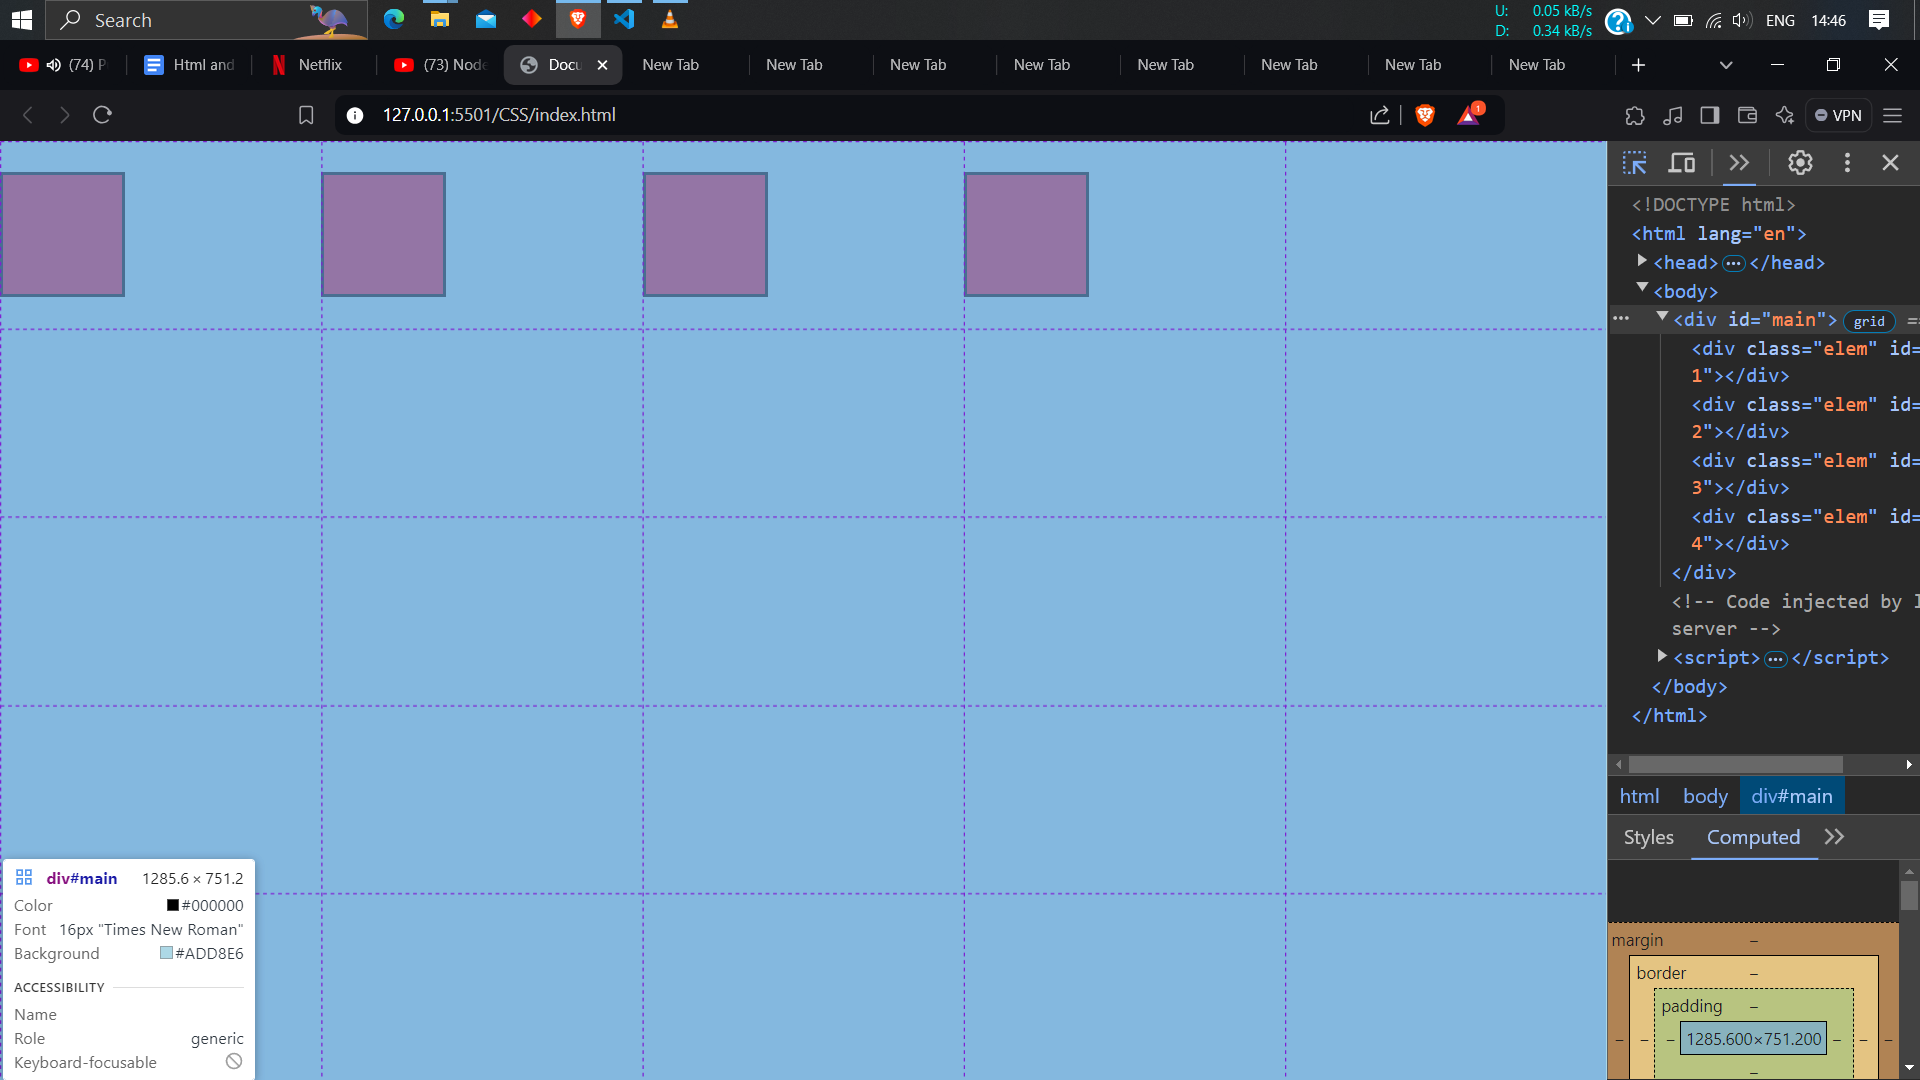 Search
U: 0.05 kB/s
D: 0.34 kB/s
ENG 14:46
(74) P
Html and
Netflix
(73) Node
Docu
New Tab
New Tab
New Tab
New Tab
New Tab
New Tab
New Tab
New Tab
127.0.0.1:5501/CSS/index.html
1
VPN
<!DOCTYPE html>
<html lang="en">
<head> ••• </head>
<body>
••• <div id="main"> grid ==
<div class="elem" id=
1"></div>
<div class="elem" id=
2"></div>
<div class="elem" id=
3"></div>
<div class="elem" id=
4"></div>
</div>
<!-- Code injected by
server -->
<script> ••• </script>
</body>
</html>
html body div#main
Styles Computed
margin –
border –
padding –
– – – 1285.600×751.200 – – –
–
div#main 1285.6 × 751.2
Color #000000
Font 16px "Times New Roman"
Background #ADD8E6
ACCESSIBILITY
Name
Role generic
Keyboard-focusable